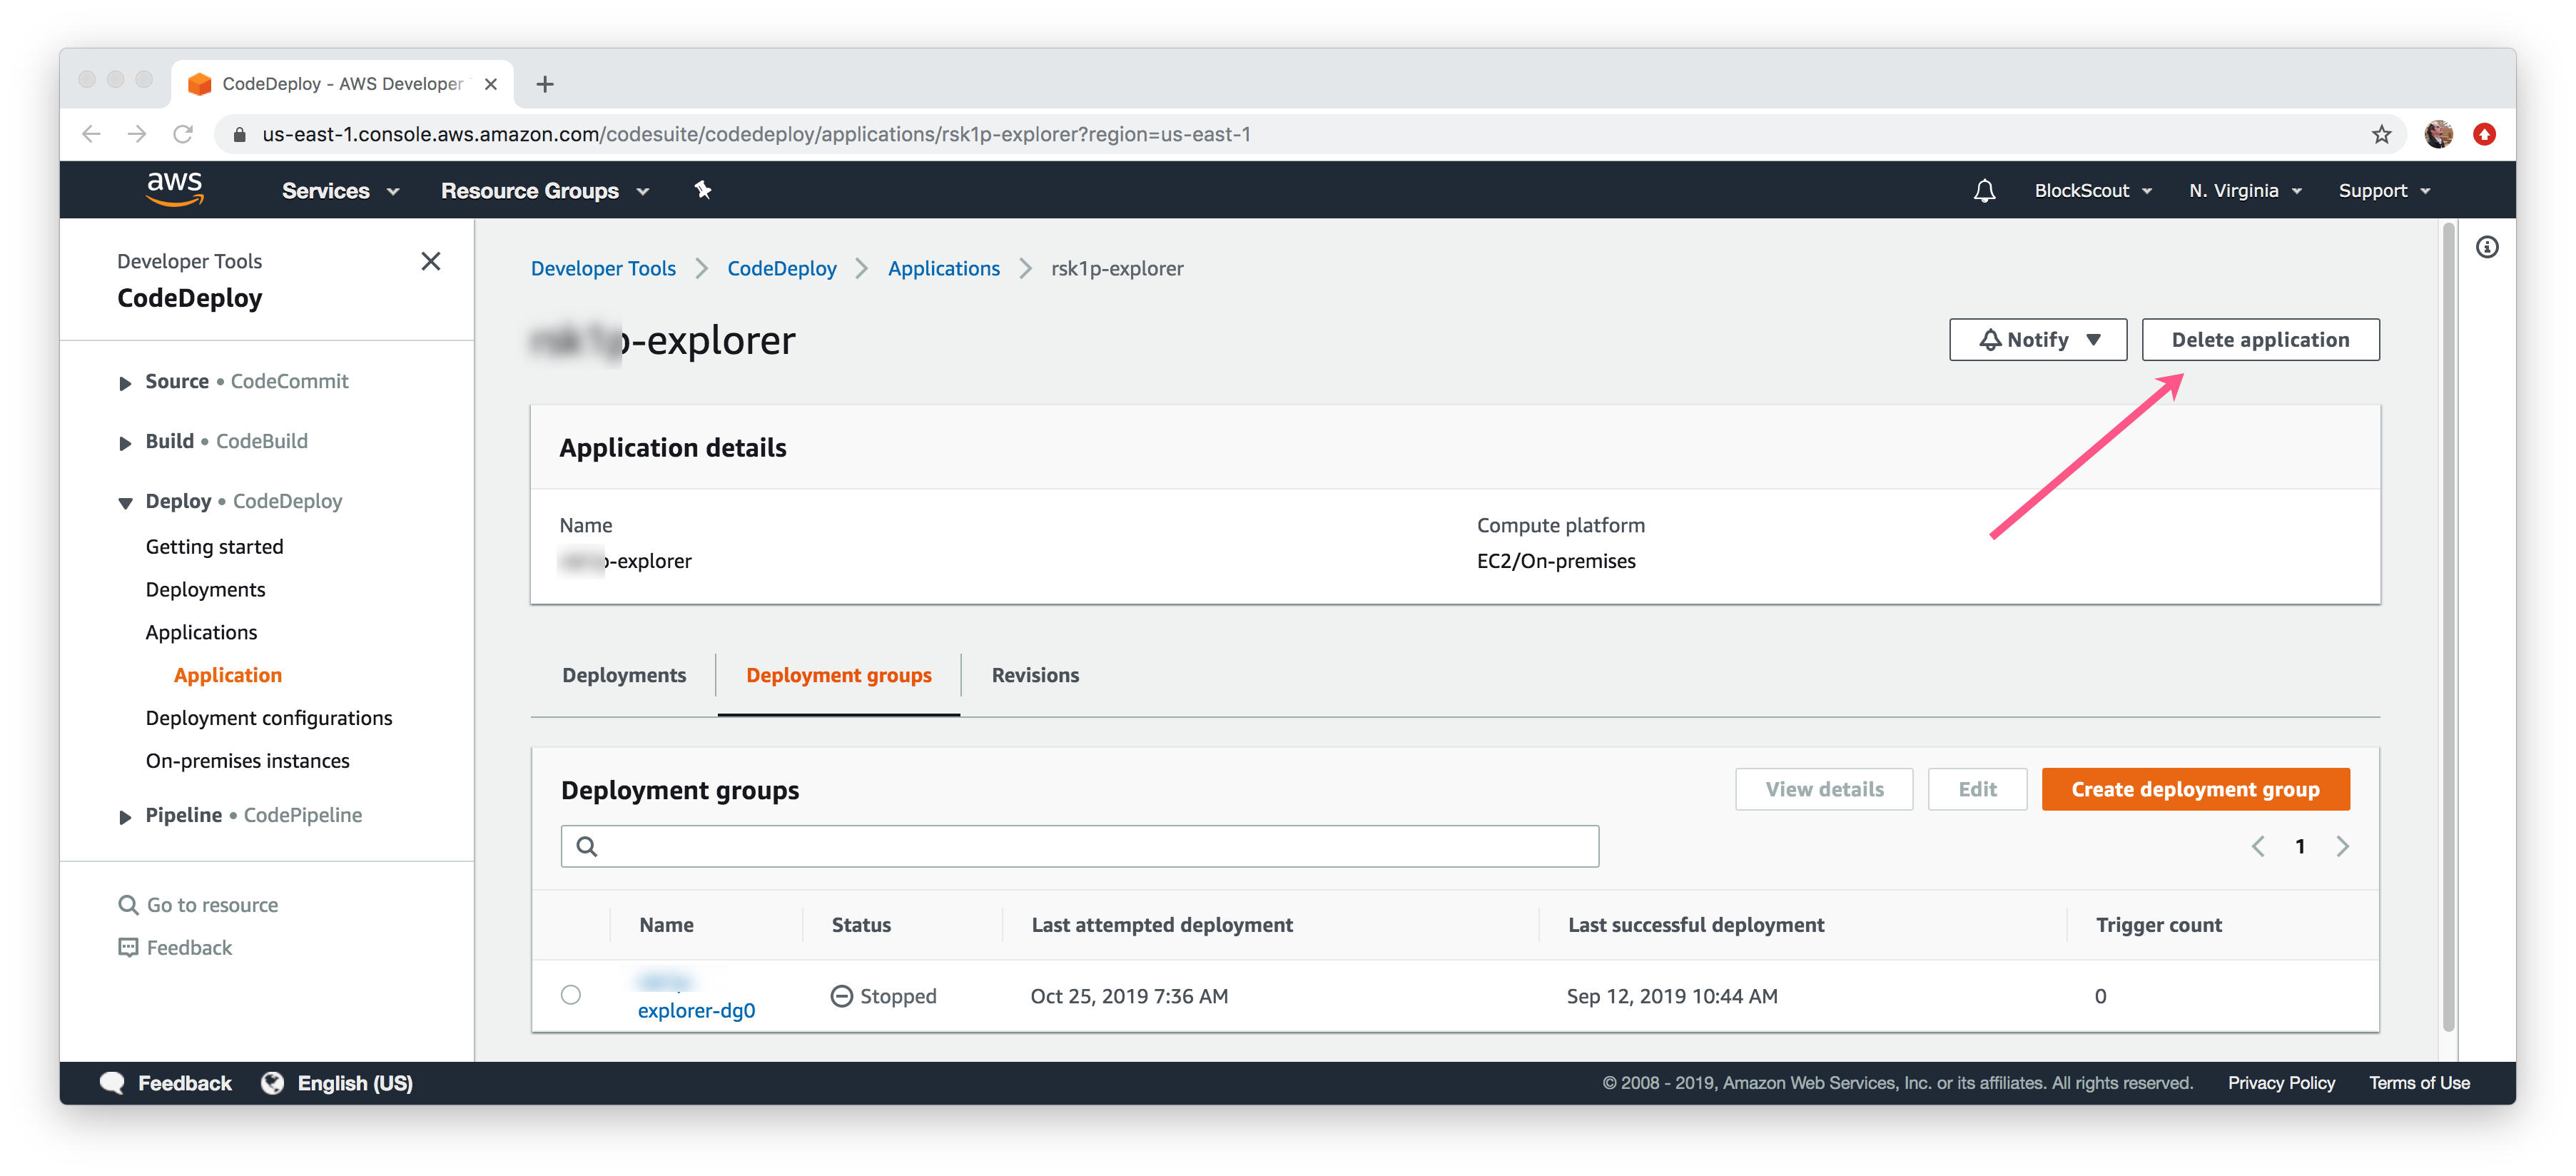 CodeDeploy - AWS Developer
us-east-1.console.aws.amazon.com/codesuite/codedeploy/applications/rsk1p-explorer?region=us-east-1
aws Services Resource Groups BlockScout N. Virginia Support
Developer Tools
CodeDeploy
Source • CodeCommit
Build • CodeBuild
Deploy • CodeDeploy
Getting started
Deployments
Applications
Application
Deployment configurations
On-premises instances
Pipeline • CodePipeline
Go to resource
Feedback
Developer Tools CodeDeploy Applications rsk1p-explorer
-explorer
Notify Delete application
Application details
Name Compute platform
-explorer EC2/On-premises
Deployments Deployment groups Revisions
Deployment groups View details Edit Create deployment group
1
Name Status Last attempted deployment Last successful deployment Trigger count
explorer-dg0 Stopped Oct 25, 2019 7:36 AM Sep 12, 2019 10:44 AM 0
Feedback English (US) © 2008 - 2019, Amazon Web Services, Inc. or its affiliates. All rights reserved. Privacy Policy Terms of Use